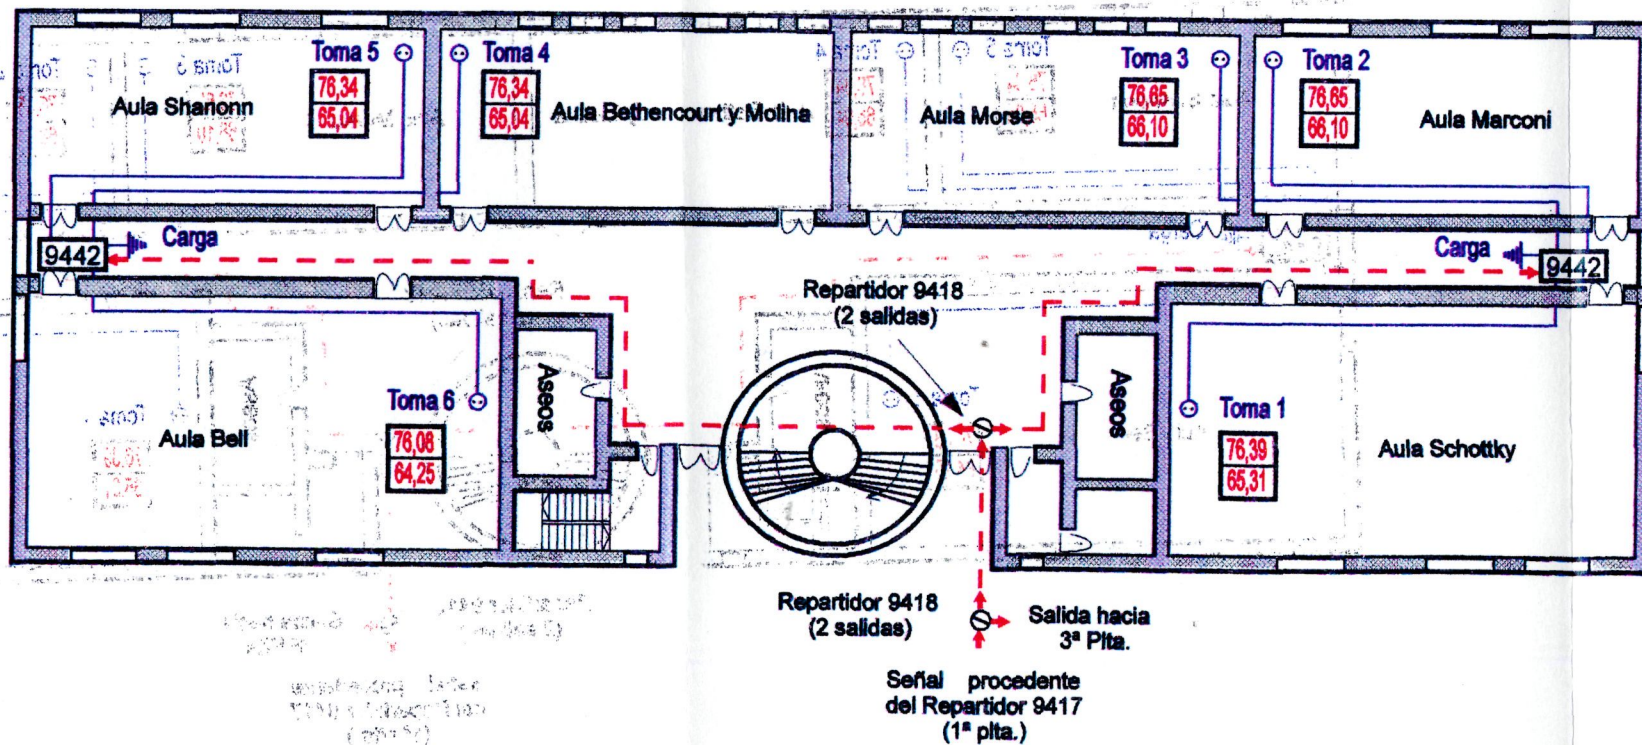 Toma 5
76,34
65,04
Aula Shanonn
Toma 4
76,34
65,04
Aula Bethencourt y Molina
Toma 3
76,65
66,10
Aula Morse
Toma 2
76,65
66,10
Aula Marconi
9442
Carga
Carga
9442
Repartidor 9418
(2 salidas)
Aseos
Aseos
Toma 6
76,08
64,25
Aula Bell
Toma 1
76,39
65,31
Aula Schottky
Repartidor 9418
(2 salidas)
Salida hacia
3ª Plta.
Señal procedente
del Repartidor 9417
(1ª plta.)